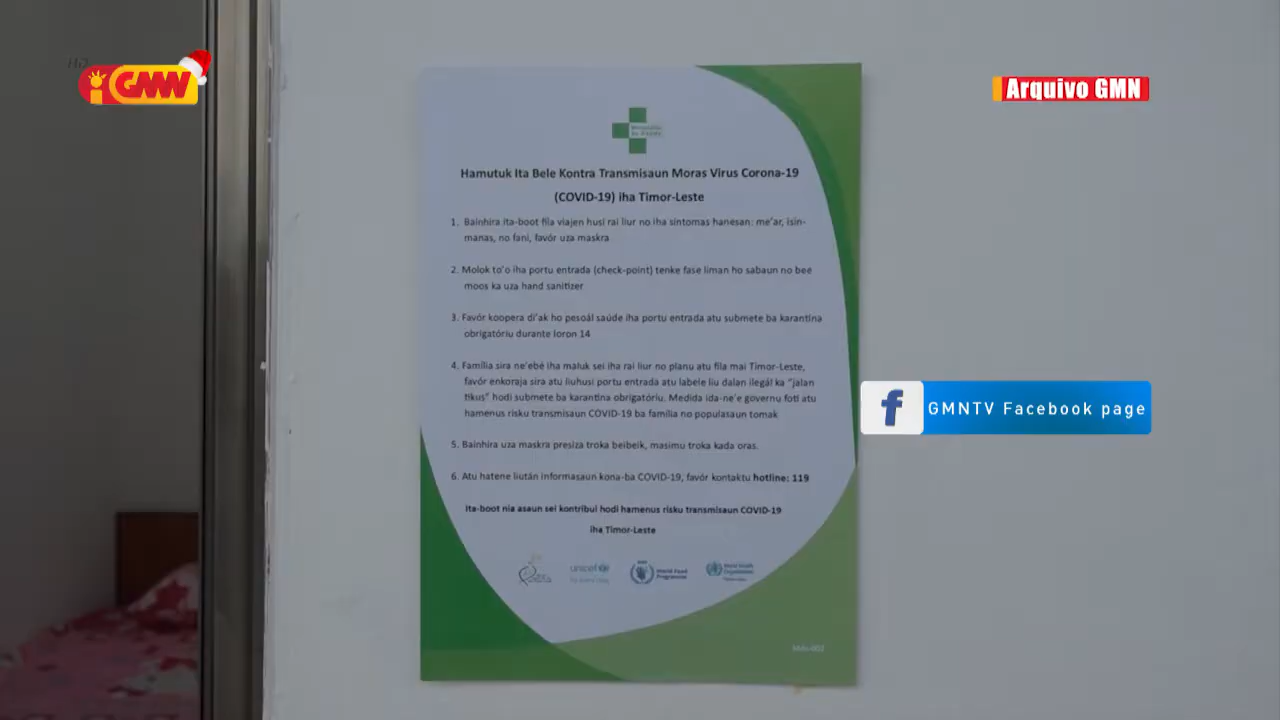 GMN
Arquivo GMN
Hamutuk Ita Bele Kontra Transmisaun Moras Virus Corona-19
(COVID-19) iha Timor-Leste
1. Bainhira ita-boot fila viajen husi rai liur no iha sintomas hanesan: me'ar, isin-
manas, no fani, favór uza maskra
2. Molok to'o iha portu entrada (check-point) tenke fase liman ho sabaun no bee
moos ka uza hand sanitizer
3. Favór koopera di'ak ho pesoál saúde iha portu entrada atu submete ba karantina
obrigatóriu durante loron 14
4. Família sira ne'ebé iha maluk sei iha rai liur no planu atu fila mai Timor-Leste,
favór enkoraja sira atu liuhusi portu entrada atu labele liu dalan ilegál ka "jalan
tikus" hodi submete ba karantina obrigatóriu. Medida ida-ne'e governu foti atu
hamenus risku transmisaun COVID-19 ba família no populasaun tomak
GMNTV Facebook page
5. Bainhira uza maskra presiza troka beibeik, masimu troka kada oras.
6. Atu hatene liután informasaun kona-ba COVID-19, favór kontaktu hotline: 119
Ita-boot nia asaun sei kontribui hodi hamenus risku transmisaun COVID-19
iha Timor-Leste
unicef
World Food
Programme
World Health
Organization